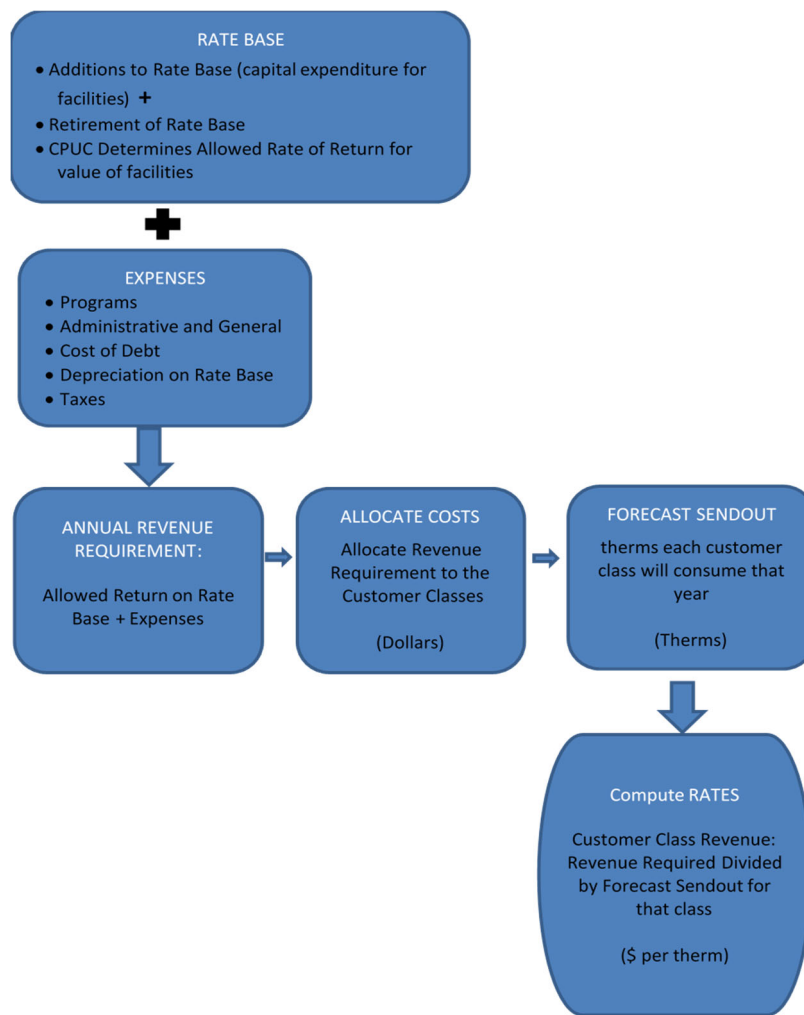 RATE BASE
• Additions to Rate Base (capital expenditure for
facilities) +
• Retirement of Rate Base
• CPUC Determines Allowed Rate of Return for
value of facilities
+
EXPENSES
• Programs
• Administrative and General
• Cost of Debt
• Depreciation on Rate Base
• Taxes
ANNUAL REVENUE
REQUIREMENT:
Allowed Return on Rate
Base + Expenses
ALLOCATE COSTS
Allocate Revenue
Requirement to the
Customer Classes
(Dollars)
FORECAST SENDOUT
therms each customer
class will consume that
year
(Therms)
Compute RATES
Customer Class Revenue:
Revenue Required Divided
by Forecast Sendout for
that class
($ per therm)